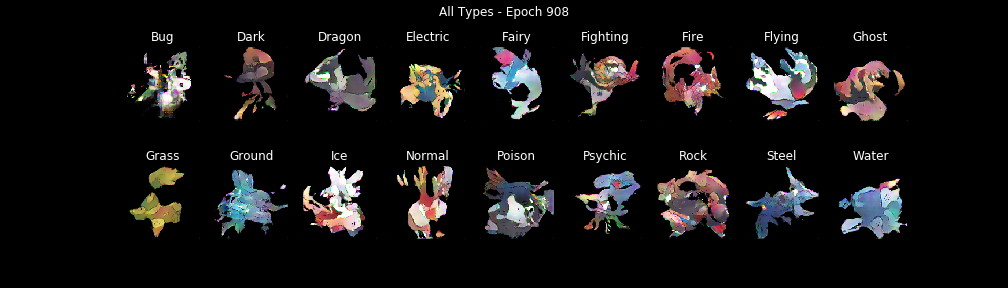 All Types - Epoch 908
Bug Dark Dragon Electric Fairy Fighting Fire Flying Ghost
Grass Ground Ice Normal Poison Psychic Rock Steel Water